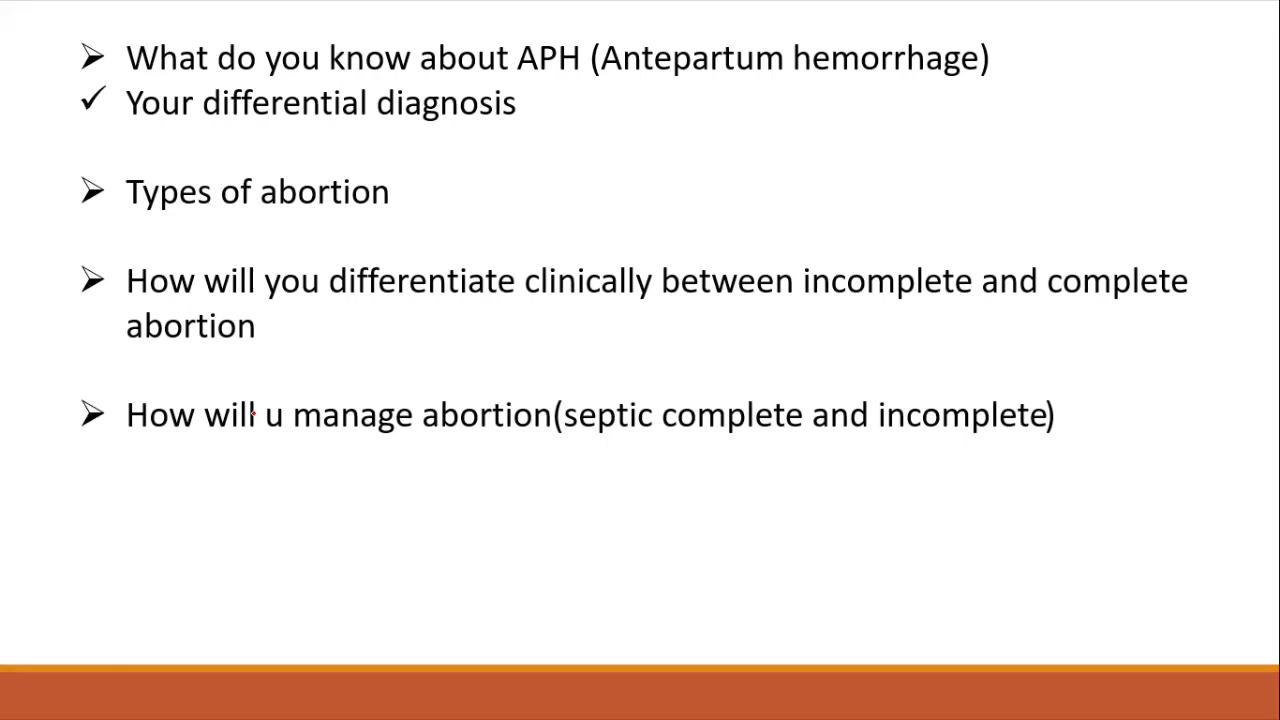 What do you know about APH (Antepartum hemorrhage)
Your differential diagnosis
Types of abortion
How will you differentiate clinically between incomplete and complete
abortion
How will u manage abortion(septic complete and incomplete)